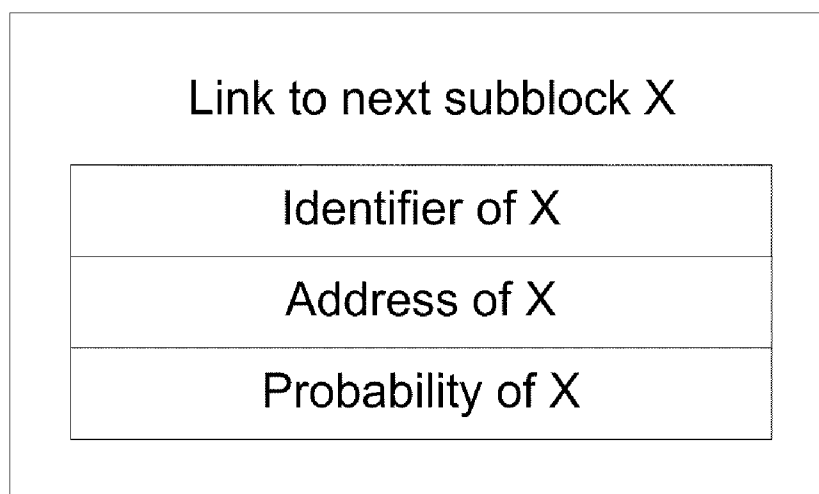 Link to next subblock X
Identifier of X
Address of X
Probability of X